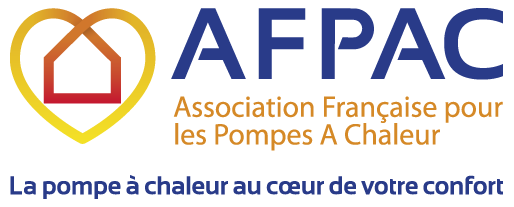 AFPAC
Association Française pour
les Pompes A Chaleur
La pompe à chaleur au cœur de votre confort